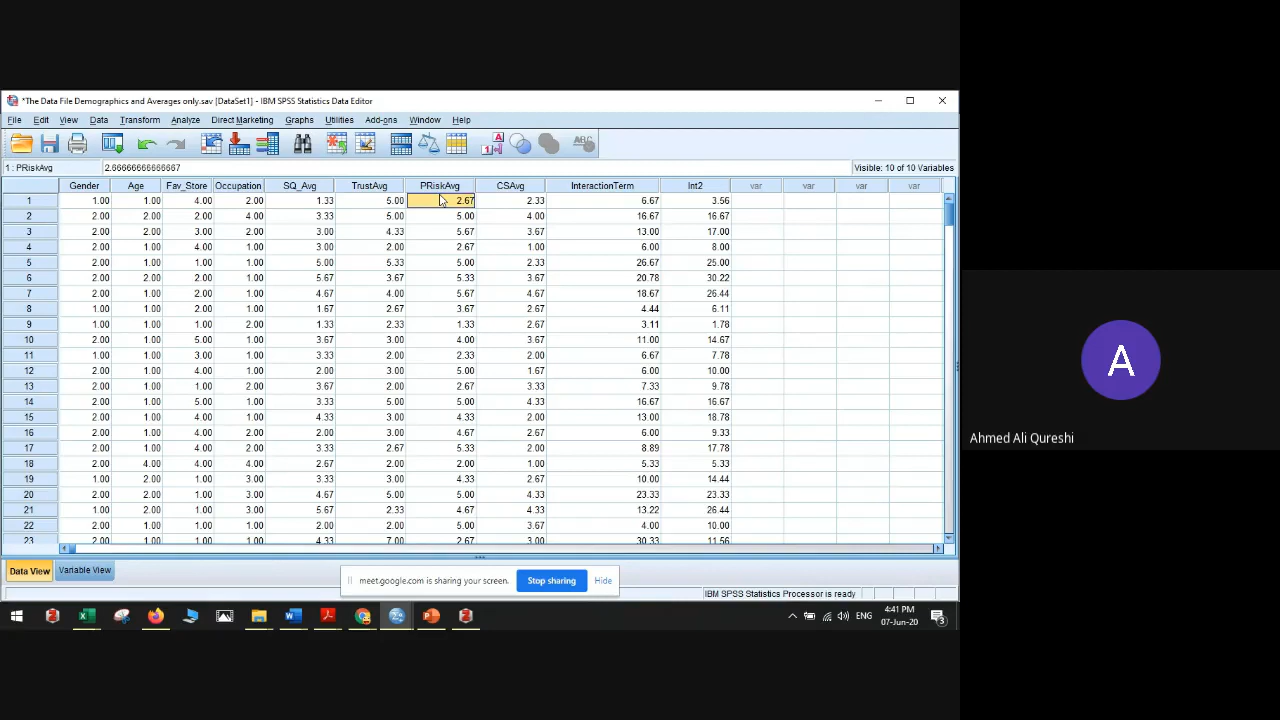 *The Data File Demographics and Averages only.sav [DataSet1] - IBM SPSS Statistics Data Editor
File Edit View Data Transform Analyze Direct Marketing Graphs Utilities Add-ons Window Help
1 : PRiskAvg 2.66666666666667 Visible: 10 of 10 Variables
Gender Age Fav_Store Occupation SQ_Avg TrustAvg PRiskAvg CSAvg InteractionTerm Int2 var var var var
1 1.00 1.00 4.00 2.00 1.33 5.00 2.67 2.33 6.67 3.56
2 2.00 2.00 2.00 4.00 3.33 5.00 5.00 4.00 16.67 16.67
3 2.00 2.00 3.00 2.00 3.00 4.33 5.67 3.67 13.00 17.00
4 2.00 1.00 4.00 1.00 3.00 2.00 2.67 1.00 6.00 8.00
5 2.00 1.00 1.00 1.00 5.00 5.33 5.00 2.33 26.67 25.00
6 2.00 2.00 2.00 1.00 5.67 3.67 5.33 3.67 20.78 30.22
7 2.00 1.00 2.00 1.00 4.67 4.00 5.67 4.67 18.67 26.44
8 2.00 1.00 2.00 1.00 1.67 2.67 3.67 2.67 4.44 6.11
9 1.00 1.00 1.00 2.00 1.33 2.33 1.33 2.67 3.11 1.78
10 2.00 1.00 5.00 1.00 3.67 3.00 4.00 3.67 11.00 14.67
11 1.00 1.00 3.00 1.00 3.33 2.00 2.33 2.00 6.67 7.78
12 2.00 1.00 4.00 1.00 2.00 3.00 5.00 1.67 6.00 10.00
13 2.00 1.00 1.00 2.00 3.67 2.00 2.67 3.33 7.33 9.78
14 2.00 1.00 5.00 1.00 3.33 5.00 5.00 4.33 16.67 16.67
15 2.00 1.00 4.00 1.00 4.33 3.00 4.33 2.00 13.00 18.78
16 2.00 1.00 4.00 1.00 2.00 3.00 4.67 2.67 6.00 9.33
17 2.00 4.00 4.00 2.00 3.33 2.67 5.33 2.00 8.89 17.78
18 2.00 4.00 4.00 4.00 2.67 2.00 2.00 1.00 5.33 5.33
19 1.00 2.00 1.00 3.00 3.33 3.00 4.33 2.67 10.00 14.44
20 2.00 2.00 1.00 3.00 4.67 5.00 5.00 4.33 23.33 23.33
21 1.00 2.00 1.00 3.00 5.67 2.33 4.67 4.33 13.22 26.44
22 2.00 1.00 1.00 1.00 2.00 2.00 5.00 3.67 4.00 10.00
23 2.00 1.00 1.00 1.00 4.33 7.00 2.67 3.00 30.33 11.56
Data View Variable View
meet.google.com is sharing your screen. Stop sharing Hide
IBM SPSS Statistics Processor is ready
ENG 4:41 PM
07-Jun-20
3
A
Ahmed Ali Qureshi